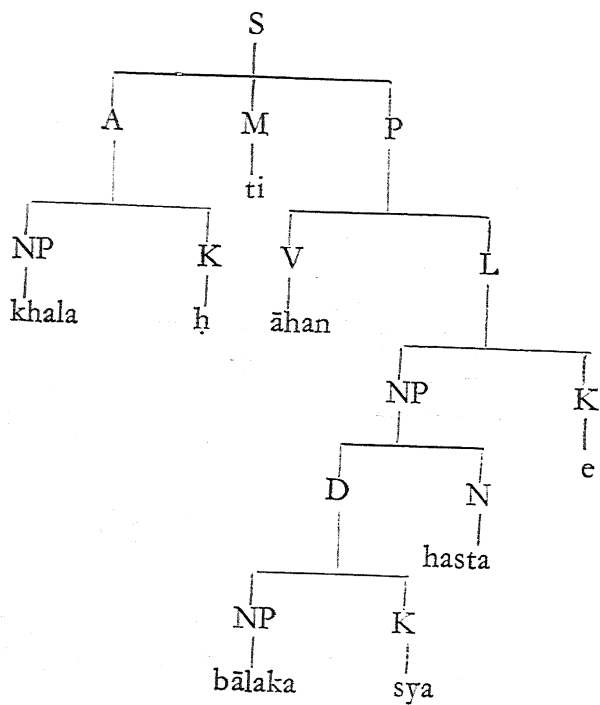 S
A M P
ti
NP K V L
khala ḥ āhan
NP K
e
D N
hasta
NP K
bālaka sya